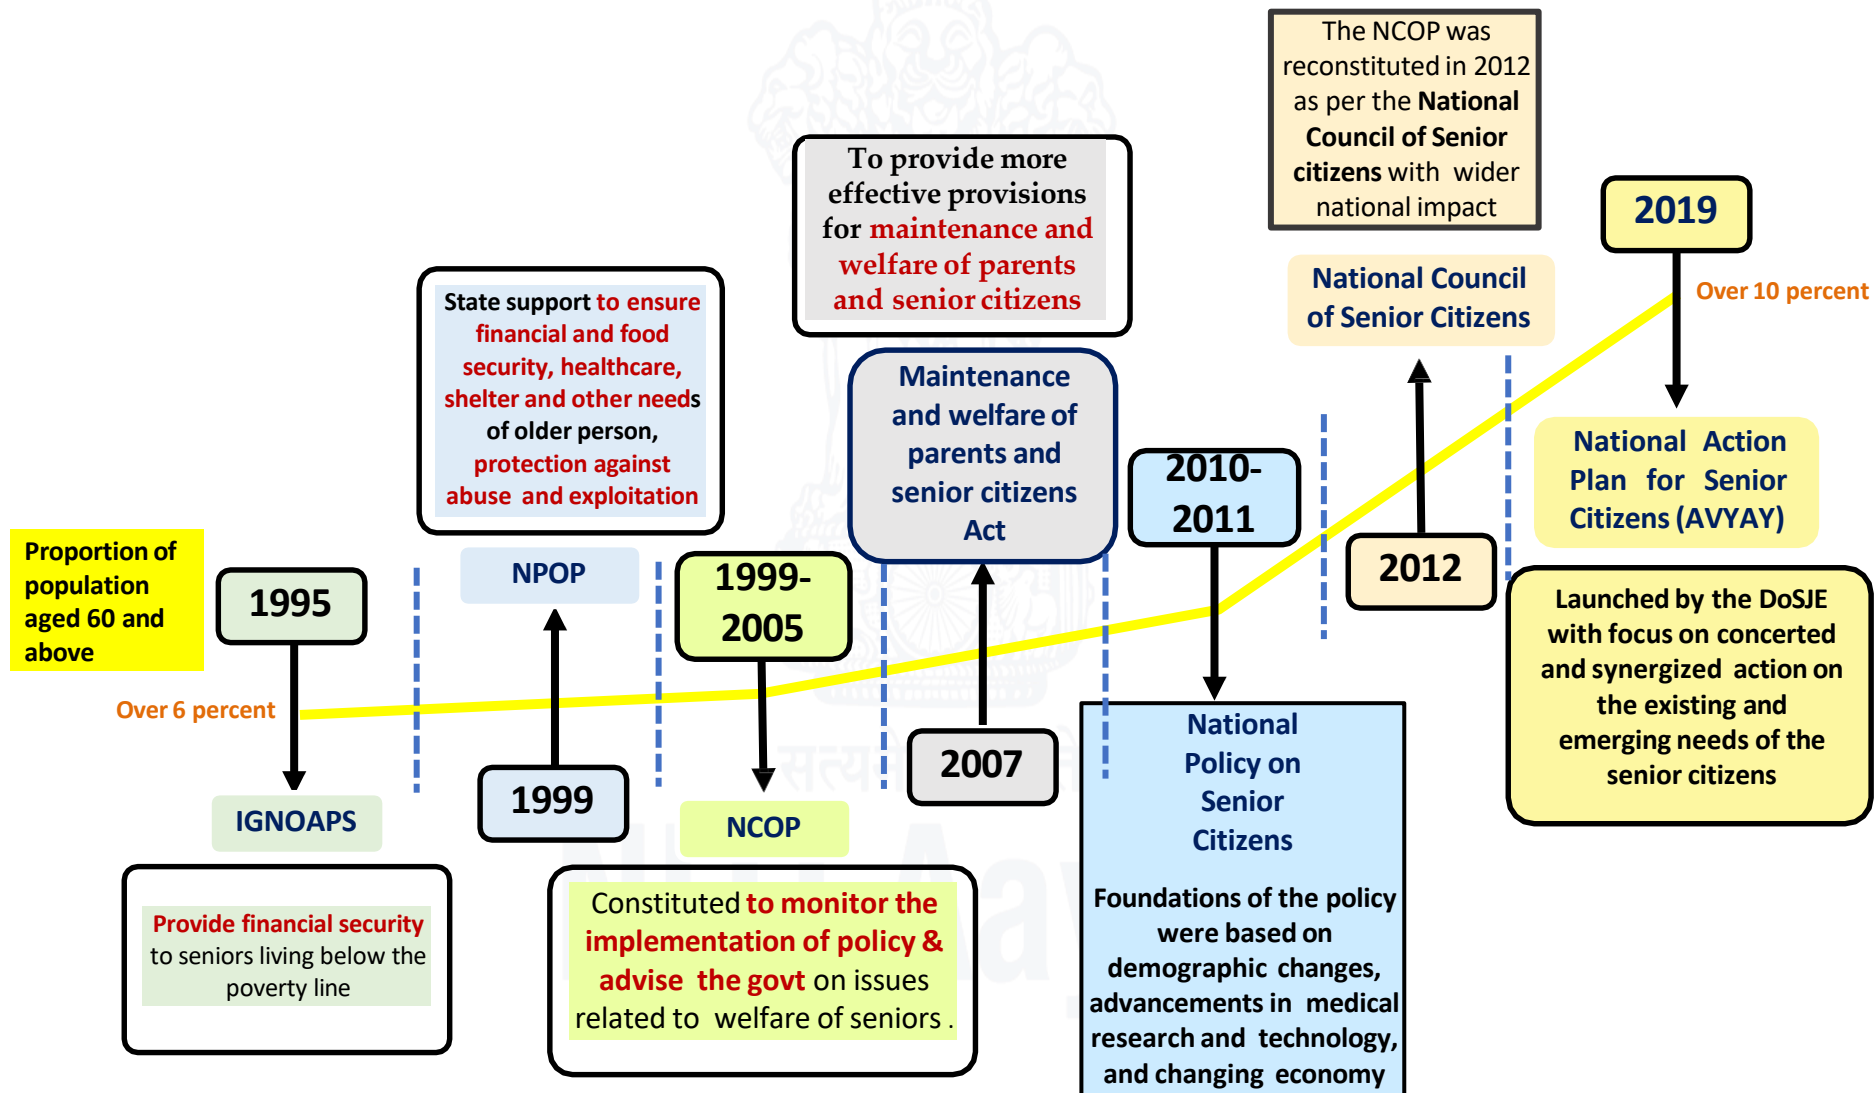 Proportion of
population
aged 60 and
above
Over 6 percent
1995
IGNOAPS
Provide financial security
to seniors living below the
poverty line
State support to ensure
financial and food
security, healthcare,
shelter and other needs
of older person,
protection against
abuse and exploitation
NPOP
1999
1999-
2005
NCOP
Constituted to monitor the
implementation of policy &
advise the govt on issues
related to welfare of seniors .
To provide more
effective provisions
for maintenance and
welfare of parents
and senior citizens
Maintenance
and welfare of
parents and
senior citizens
Act
2007
2010-
2011
National
Policy on
Senior
Citizens
Foundations of the policy
were based on
demographic changes,
advancements in medical
research and technology,
and changing economy
The NCOP was
reconstituted in 2012
as per the National
Council of Senior
citizens with wider
national impact
National Council
of Senior Citizens
2012
2019
Over 10 percent
National Action
Plan for Senior
Citizens (AVYAY)
Launched by the DoSJE
with focus on concerted
and synergized action on
the existing and
emerging needs of the
senior citizens